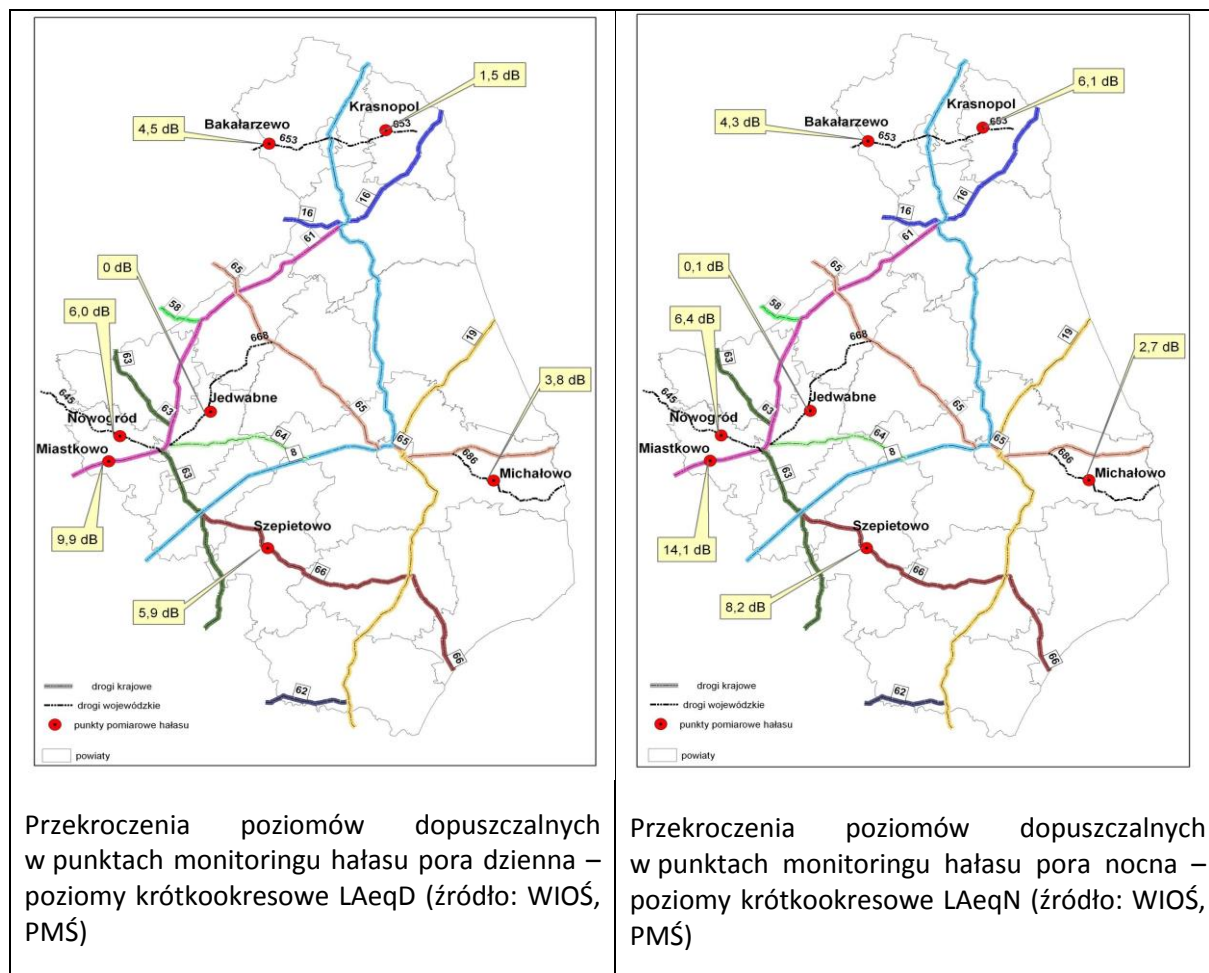 1,5 dB
Krasnopol
4,5 dB
Bakałarzewo
653
653
16
16
61
0 dB
65
58
6,0 dB
668
19
63
3,8 dB
645
Jedwabne
65
Nowogród
63
64
65
Miastkowo
8
686
63
Michałowo
9,9 dB
Szepietowo
66
5,9 dB
66
62
drogi krajowe
drogi wojewódzkie
punkty pomiarowe hałasu
powiaty
Przekroczenia poziomów dopuszczalnych
w punktach monitoringu hałasu pora dzienna –
poziomy krótkookresowe LAeqD (źródło: WIOŚ,
PMŚ)
6,1 dB
Krasnopol
4,3 dB
Bakałarzewo
653
653
16
16
61
0,1 dB
65
58
6,4 dB
668
19
63
2,7 dB
645
Jedwabne
65
Nowogród
63
64
65
Miastkowo
8
686
63
Michałowo
14,1 dB
Szepietowo
66
8,2 dB
66
62
drogi krajowe
drogi wojewódzkie
punkty pomiarowe hałasu
powiaty
Przekroczenia poziomów dopuszczalnych
w punktach monitoringu hałasu pora nocna –
poziomy krótkookresowe LAeqN (źródło: WIOŚ,
PMŚ)